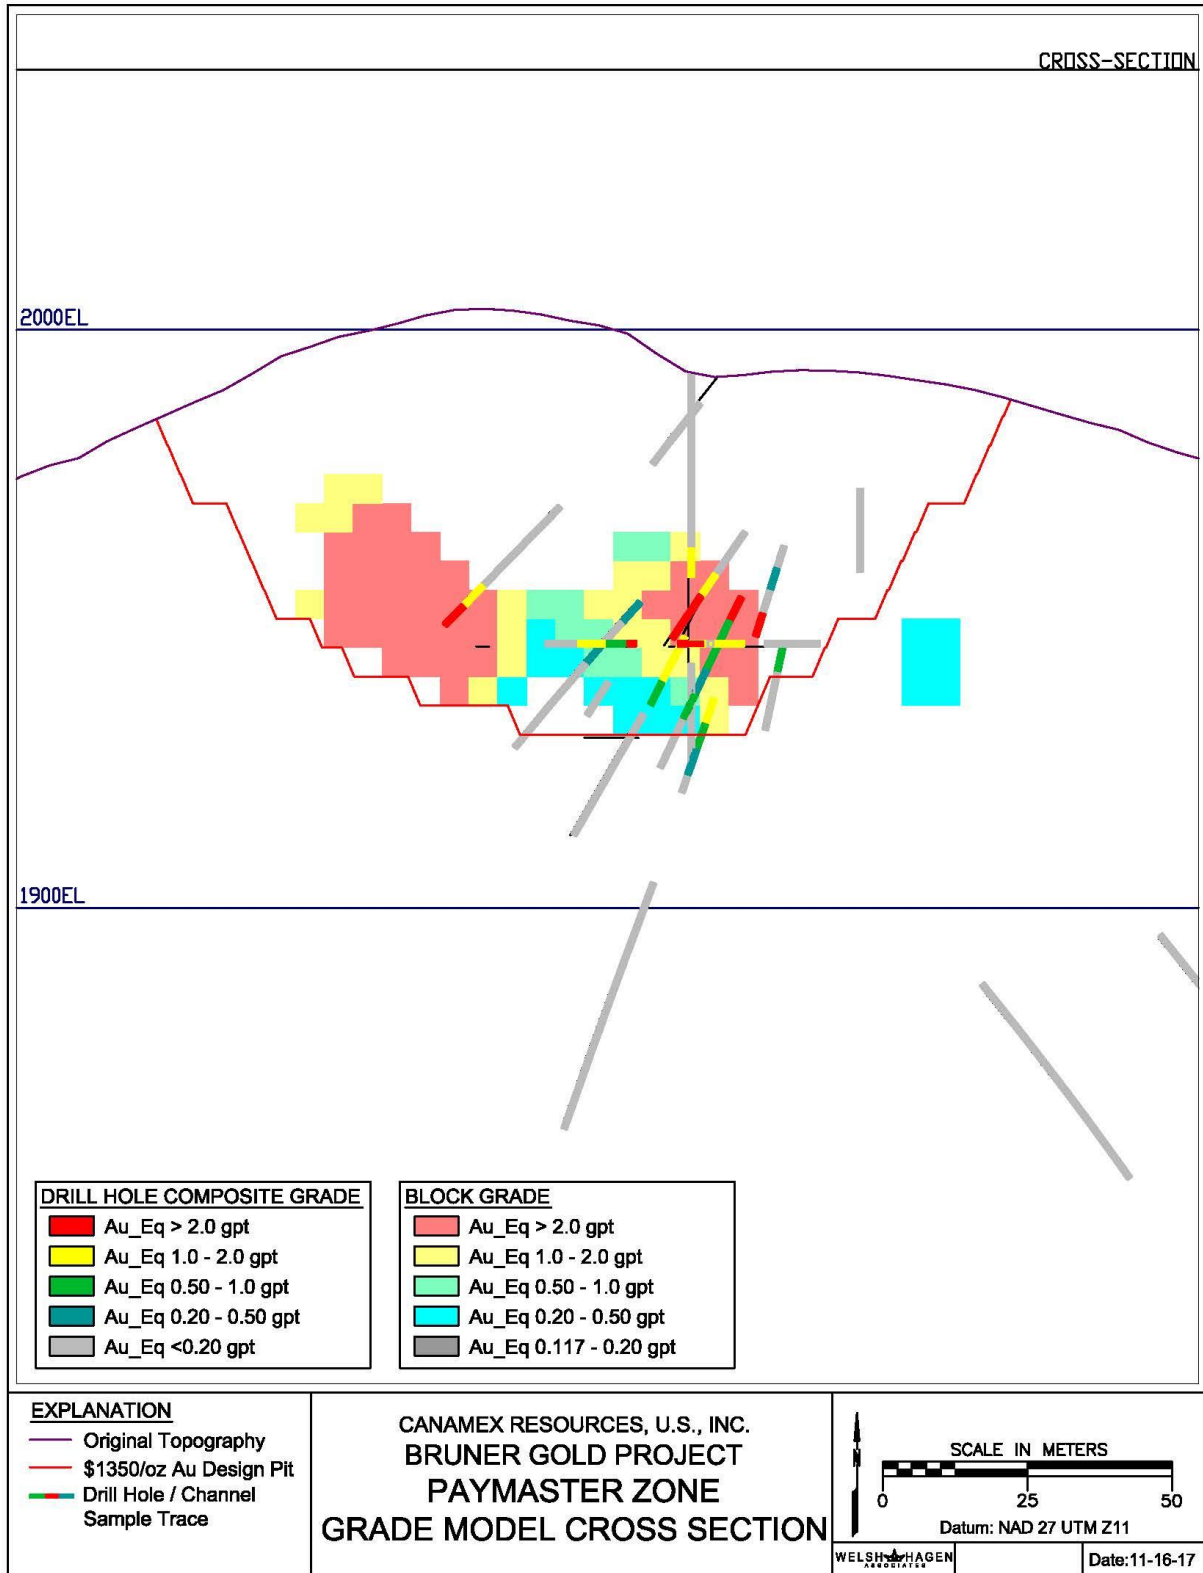 CROSS-SECTION
2000EL
1900EL
DRILL HOLE COMPOSITE GRADE
Au_Eq > 2.0 gpt
Au_Eq 1.0 - 2.0 gpt
Au_Eq 0.50 - 1.0 gpt
Au_Eq 0.20 - 0.50 gpt
Au_Eq <0.20 gpt
BLOCK GRADE
Au_Eq > 2.0 gpt
Au_Eq 1.0 - 2.0 gpt
Au_Eq 0.50 - 1.0 gpt
Au_Eq 0.20 - 0.50 gpt
Au_Eq 0.117 - 0.20 gpt
EXPLANATION
Original Topography
$1350/oz Au Design Pit
Drill Hole / Channel
Sample Trace
CANAMEX RESOURCES, U.S., INC.
BRUNER GOLD PROJECT
PAYMASTER ZONE
GRADE MODEL CROSS SECTION
N
SCALE IN METERS
0 25 50
Datum: NAD 27 UTM Z11
WELSH HAGEN
ASSOCIATES
Date:11-16-17